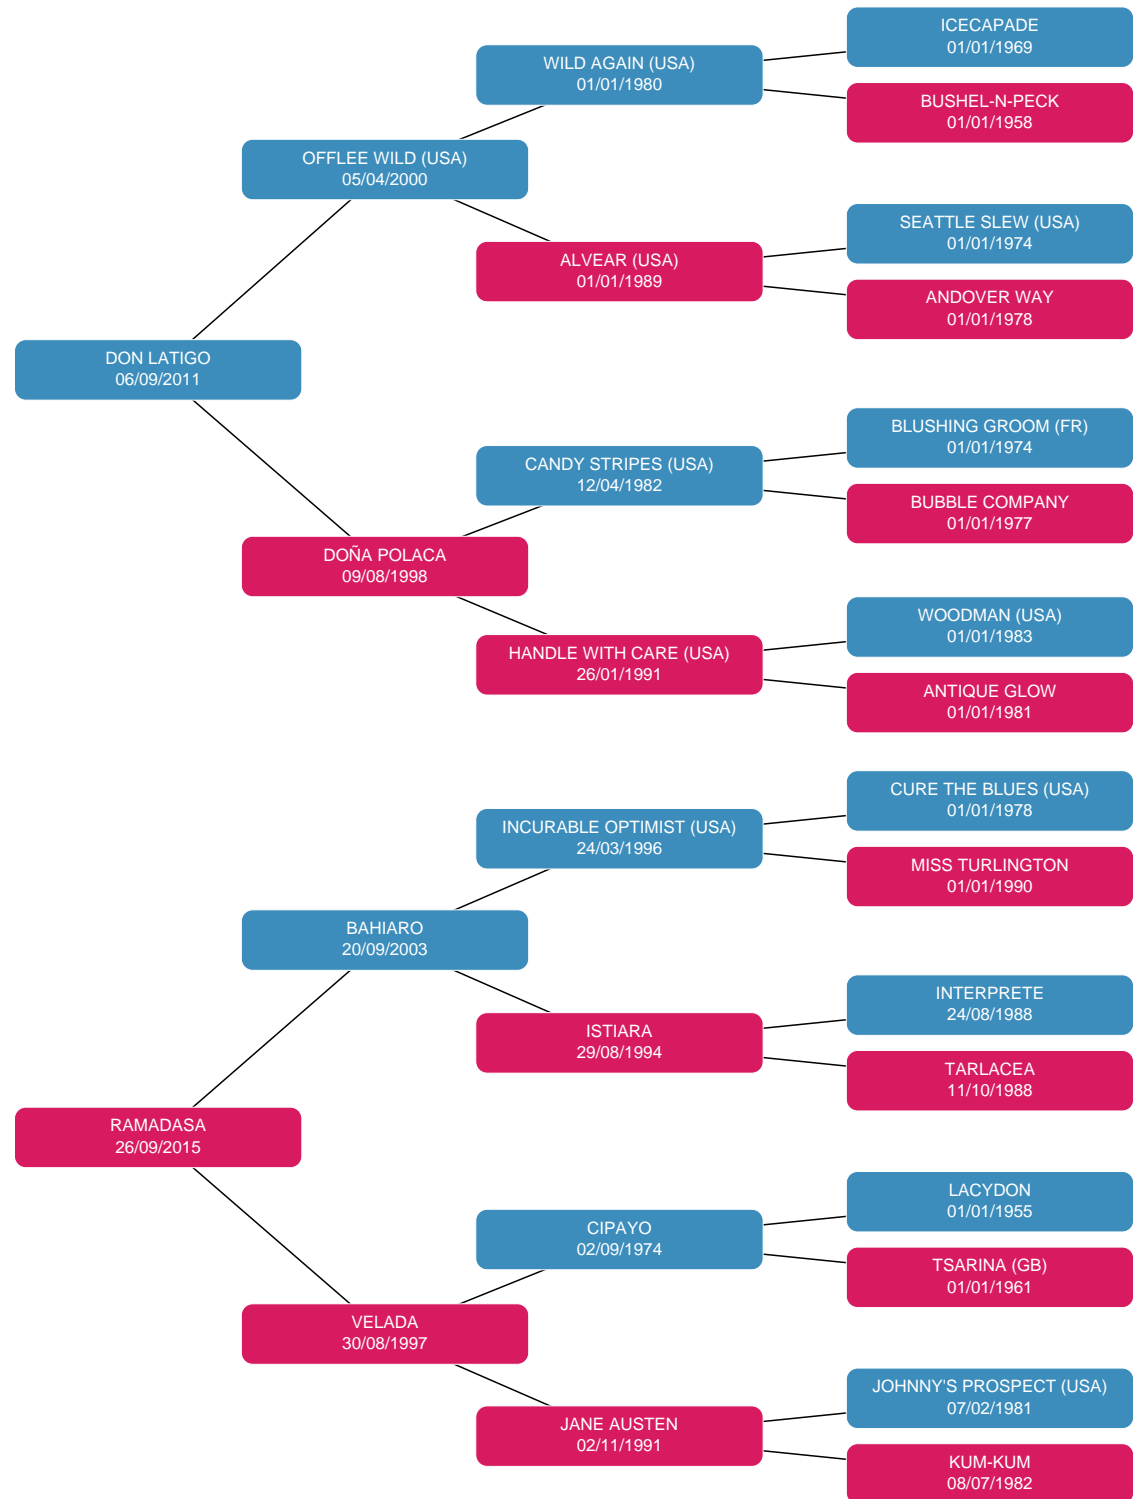 ICECAPADE
01/01/1969
WILD AGAIN (USA)
01/01/1980
BUSHEL-N-PECK
01/01/1958
OFFLEE WILD (USA)
05/04/2000
SEATTLE SLEW (USA)
01/01/1974
ALVEAR (USA)
01/01/1989
ANDOVER WAY
01/01/1978
DON LATIGO
06/09/2011
BLUSHING GROOM (FR)
01/01/1974
CANDY STRIPES (USA)
12/04/1982
BUBBLE COMPANY
01/01/1977
DOÑA POLACA
09/08/1998
WOODMAN (USA)
01/01/1983
HANDLE WITH CARE (USA)
26/01/1991
ANTIQUE GLOW
01/01/1981
CURE THE BLUES (USA)
01/01/1978
INCURABLE OPTIMIST (USA)
24/03/1996
MISS TURLINGTON
01/01/1990
BAHIARO
20/09/2003
INTERPRETE
24/08/1988
ISTIARA
29/08/1994
TARLACEA
11/10/1988
RAMADASA
26/09/2015
LACYDON
01/01/1955
CIPAYO
02/09/1974
TSARINA (GB)
01/01/1961
VELADA
30/08/1997
JOHNNY'S PROSPECT (USA)
07/02/1981
JANE AUSTEN
02/11/1991
KUM-KUM
08/07/1982